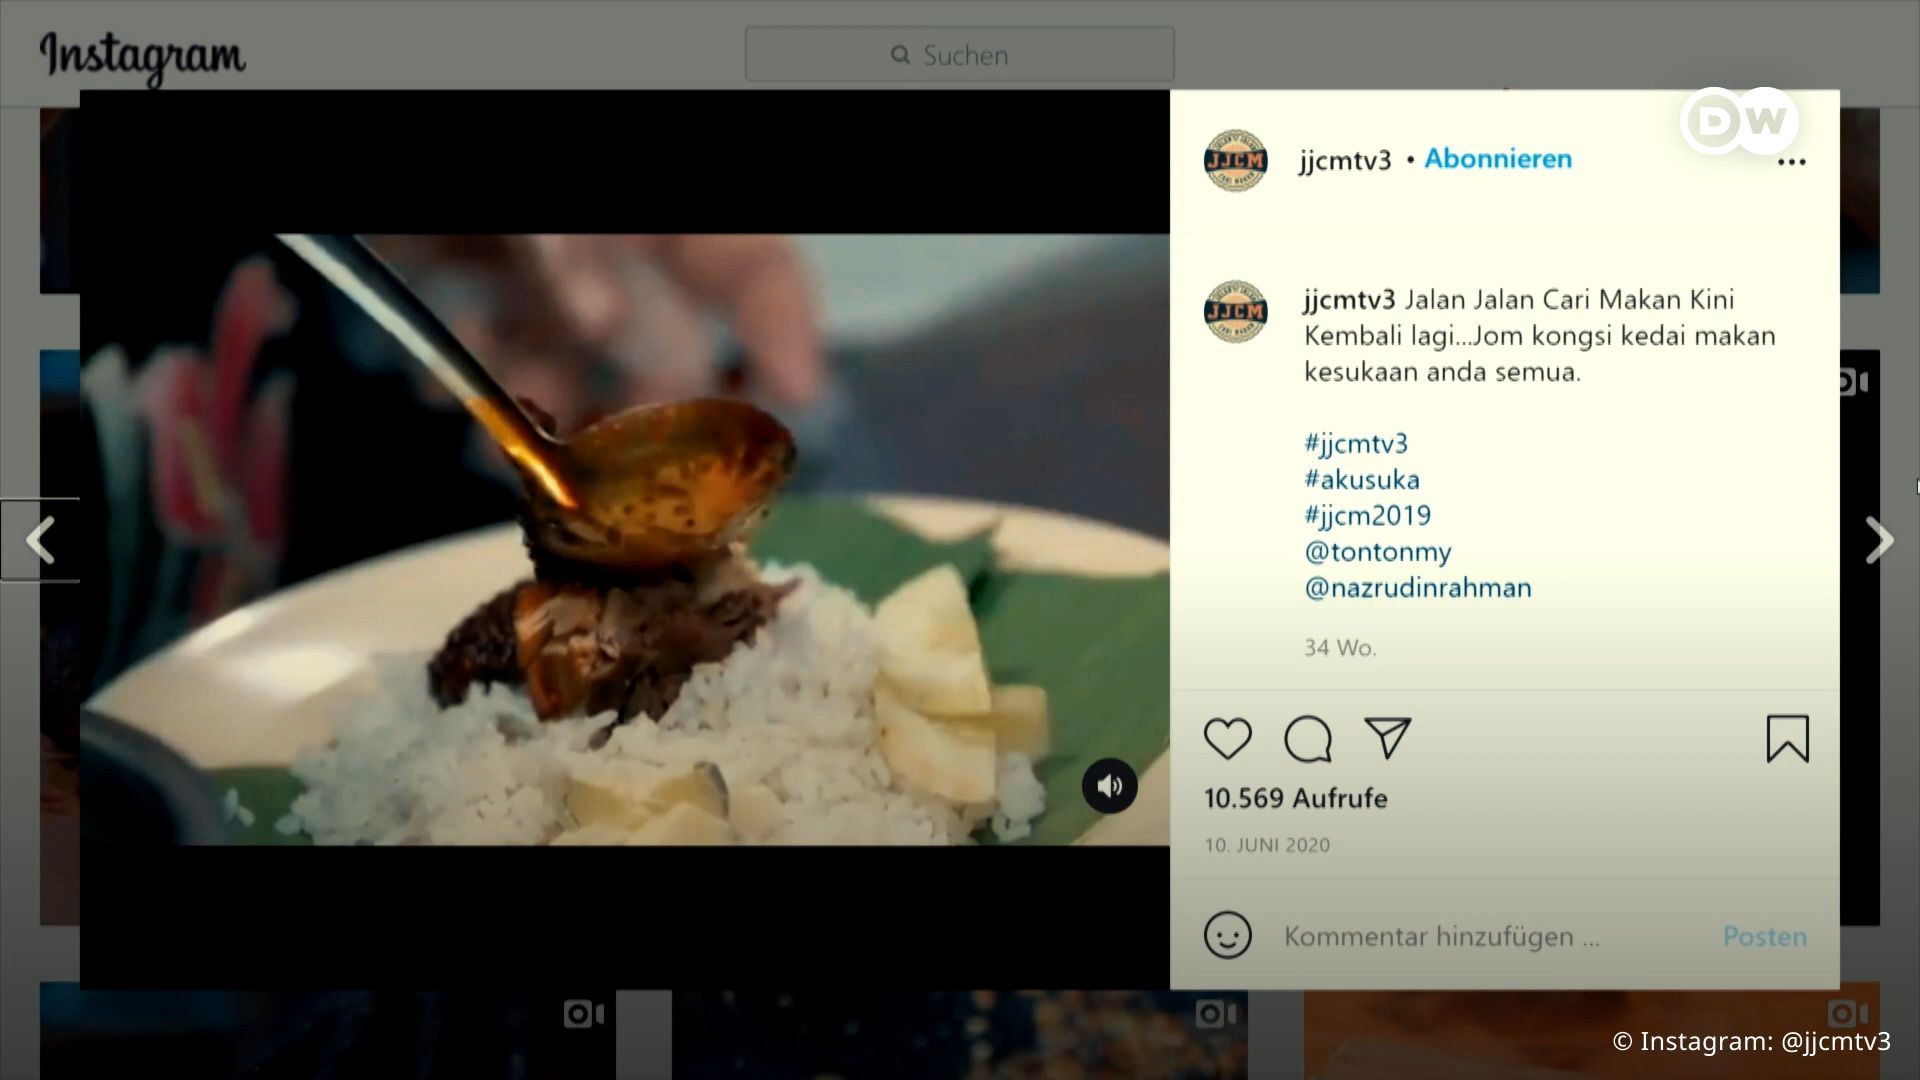 Instagram
Suchen
DW
JJCM
jjcmtv3 • Abonnieren
JJCM
jjcmtv3 Jalan Jalan Cari Makan Kini
Kembali lagi...Jom kongsi kedai makan
kesukaan anda semua.
#jjcmtv3
#akusuka
#jjcm2019
@tontonmy
@nazrudinrahman
34 Wo.
10.569 Aufrufe
10. JUNI 2020
Kommentar hinzufügen ...
Posten
© Instagram: @jjcmtv3